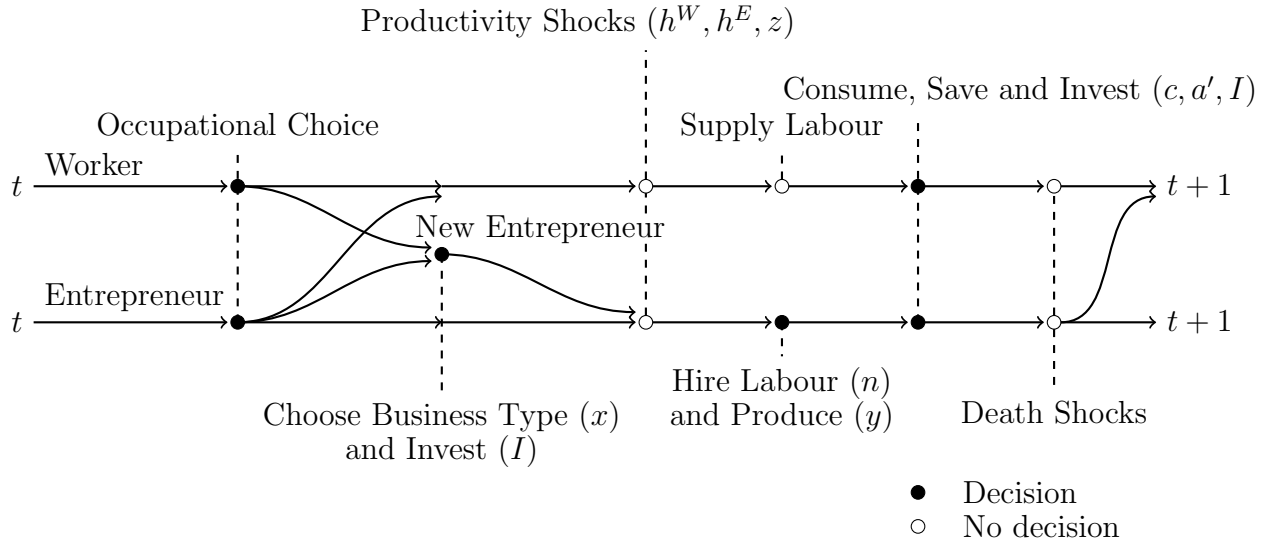 Productivity Shocks (h^W, h^E, z)
Consume, Save and Invest (c, a′, I)
Occupational Choice
Supply Labour
Worker
t
t + 1
New Entrepreneur
Entrepreneur
t
t + 1
Hire Labour (n)
and Produce (y)
Choose Business Type (x)
and Invest (I)
Death Shocks
Decision
No decision